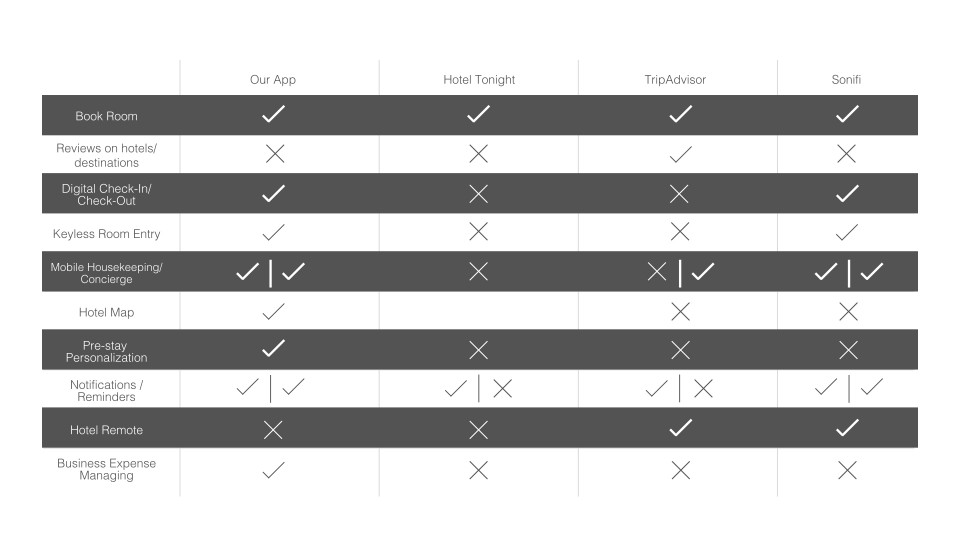 Our App
Hotel Tonight
TripAdvisor
Sonifi
Book Room
Reviews on hotels/
destinations
Digital Check-In/
Check-Out
Keyless Room Entry
Mobile Housekeeping/
Concierge
Hotel Map
Pre-stay
Personalization
Notifications /
Reminders
Hotel Remote
Business Expense
Managing